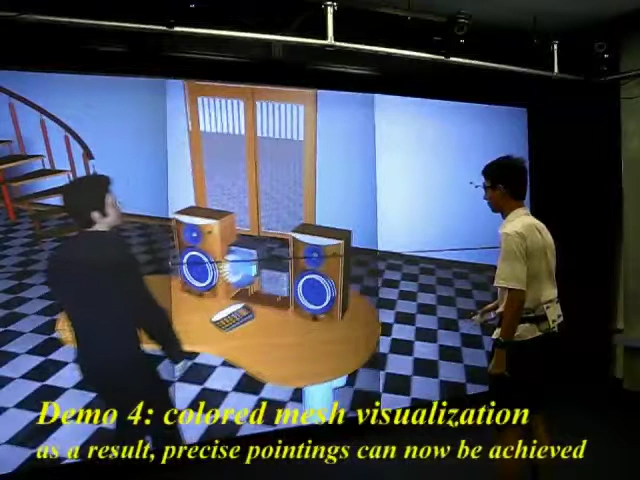 Demo 4: colored mesh visualization
as a result, precise pointings can now be achieved